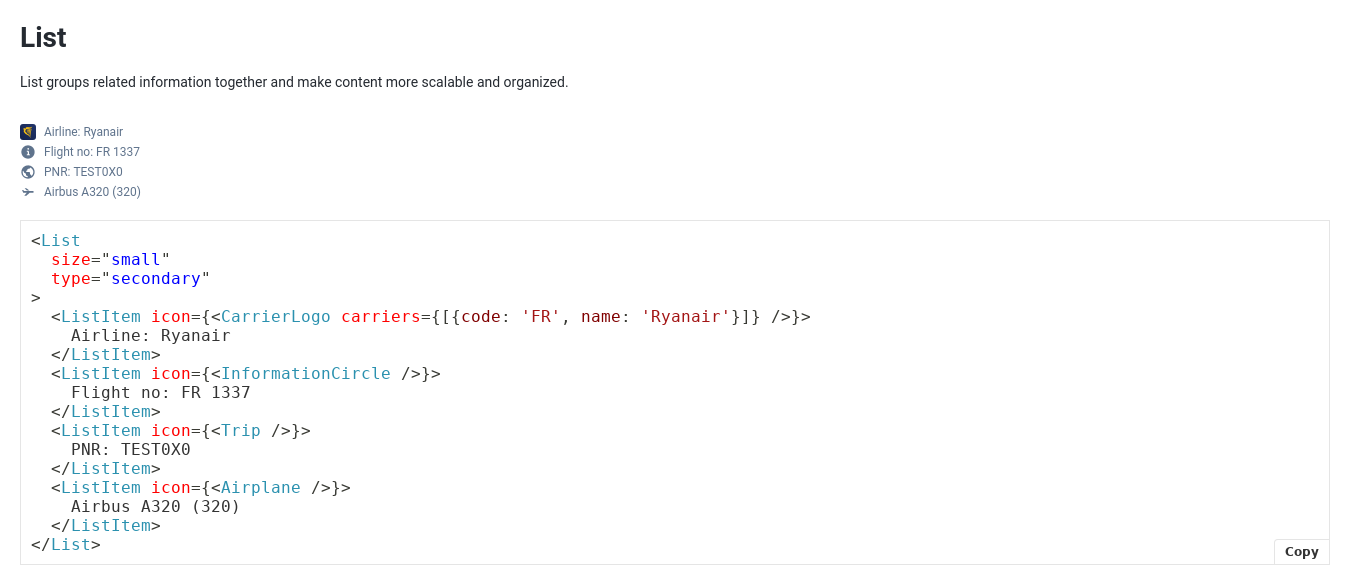 List
List groups related information together and make content more scalable and organized.
Airline: Ryanair
Flight no: FR 1337
PNR: TEST0X0
Airbus A320 (320)
<List
  size="small"
  type="secondary"
>
  <ListItem icon={<CarrierLogo carriers={[{code: 'FR', name: 'Ryanair'}]} />}>
    Airline: Ryanair
  </ListItem>
  <ListItem icon={<InformationCircle />}>
    Flight no: FR 1337
  </ListItem>
  <ListItem icon={<Trip />}>
    PNR: TEST0X0
  </ListItem>
  <ListItem icon={<Airplane />}>
    Airbus A320 (320)
  </ListItem>
</List>
Copy